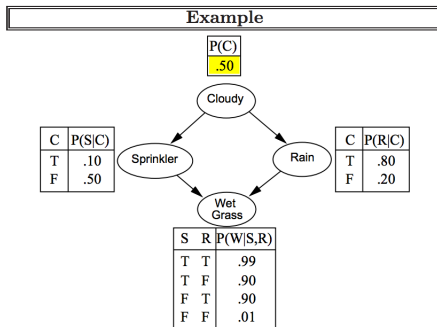 Example
P(C)
.50
Cloudy
C P(S|C)
T .10
F .50
Sprinkler
Rain
C P(R|C)
T .80
F .20
Wet
Grass
S R P(W|S,R)
T T .99
T F .90
F T .90
F F .01